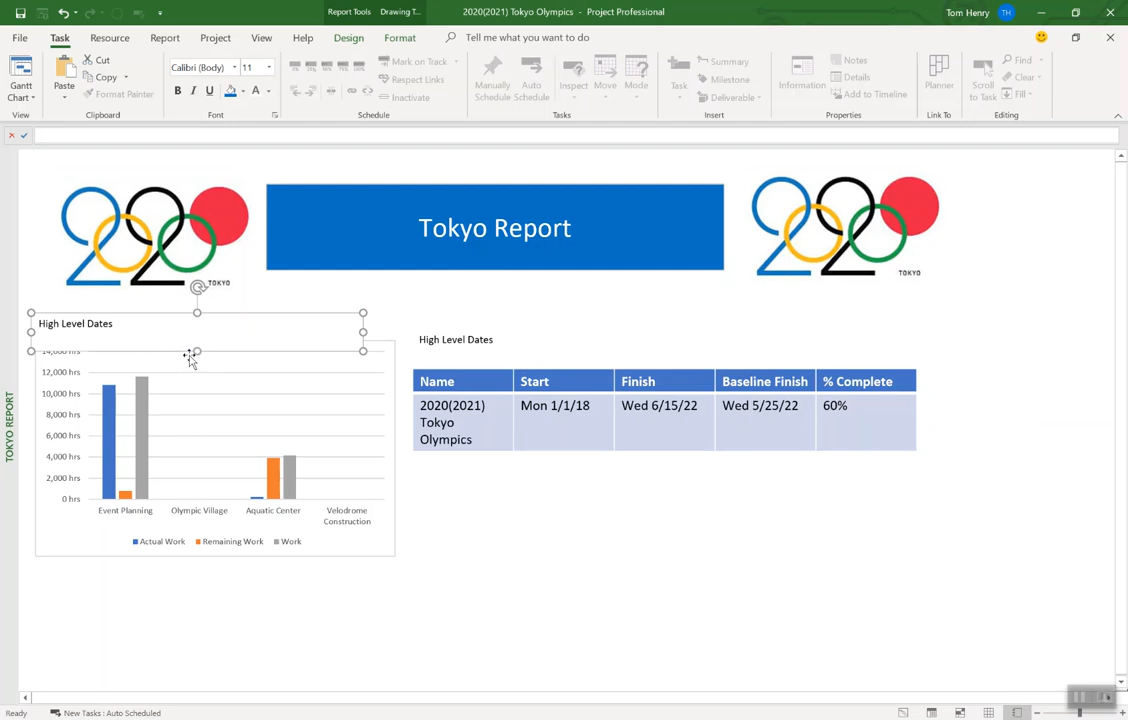 Report Tools Drawing T... 2020(2021) Tokyo Olympics - Project Professional Tom Henry TH
File Task Resource Report Project View Help Design Format Tell me what you want to do
Gantt Chart
View
Paste
Cut
Copy
Format Painter
Clipboard
Calibri (Body) 11
B I U A
Font
0% 25% 50% 75% 100%
Mark on Track
Respect Links
Inactivate
Schedule
Manually Schedule
Auto Schedule
Inspect
Move
Mode
Tasks
Task
Summary
Milestone
Deliverable
Insert
Information
Notes
Details
Add to Timeline
Properties
Planner
Link To
Scroll to Task
Find
Clear
Fill
Editing
TOKYO REPORT
2020
TOKYO
Tokyo Report
2020
TOKYO
High Level Dates
14,000 hrs
12,000 hrs
10,000 hrs
8,000 hrs
6,000 hrs
4,000 hrs
2,000 hrs
0 hrs
Event Planning Olympic Village Aquatic Center Velodrome Construction
Actual Work Remaining Work Work
High Level Dates
Name Start Finish Baseline Finish % Complete
2020(2021) Mon 1/1/18 Wed 6/15/22 Wed 5/25/22 60%
Tokyo
Olympics
Ready New Tasks : Auto Scheduled